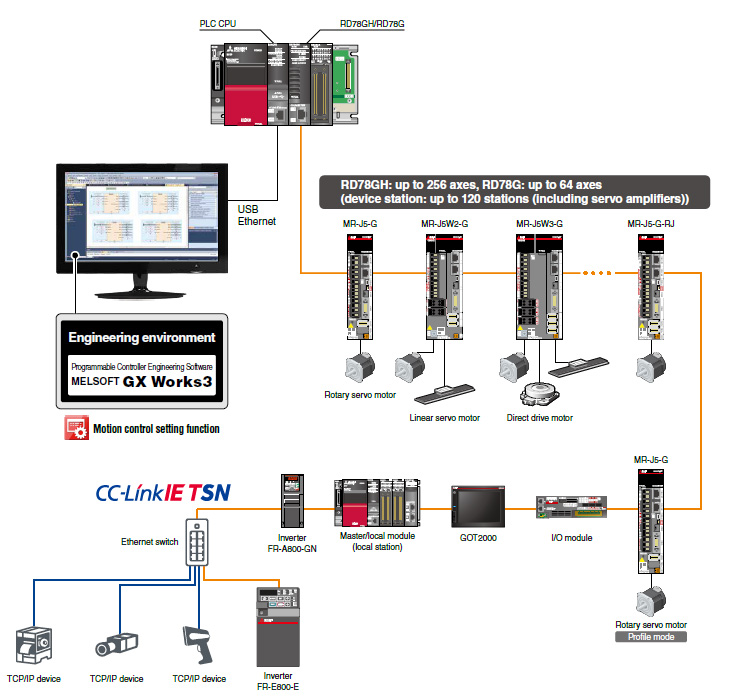 PLC CPU
RD78GH/RD78G
RD78GH: up to 256 axes, RD78G: up to 64 axes
(device station: up to 120 stations (including servo amplifiers))
USB
Ethernet
MR-J5-G
MR-J5W2-G
MR-J5W3-G
MR-J5-G-RJ
Engineering environment
Programmable Controller Engineering Software
MELSOFT GX Works3
Motion control setting function
Rotary servo motor
Linear servo motor
Direct drive motor
MR-J5-G
CC-Link IE TSN
Ethernet switch
Inverter
FR-A800-GN
Master/local module
(local station)
GOT2000
I/O module
Rotary servo motor
Profile mode
TCP/IP device
TCP/IP device
TCP/IP device
Inverter
FR-E800-E